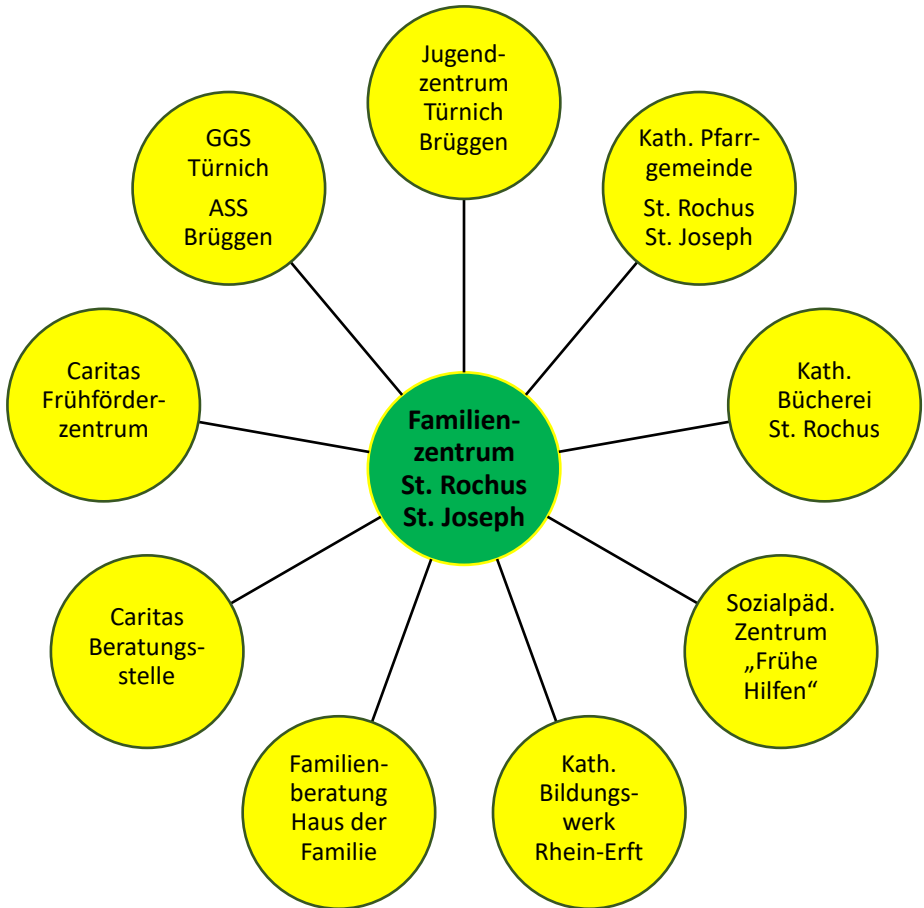 Jugend-
zentrum
Türnich
Brüggen
Kath. Pfarr-
gemeinde
St. Rochus
St. Joseph
Kath.
Bücherei
St. Rochus
Sozialpäd.
Zentrum
„Frühe
Hilfen“
Kath.
Bildungs-
werk
Rhein-Erft
Familien-
beratung
Haus der
Familie
Caritas
Beratungs-
stelle
Caritas
Frühförder-
zentrum
GGS
Türnich
ASS
Brüggen
Familien-
zentrum
St. Rochus
St. Joseph